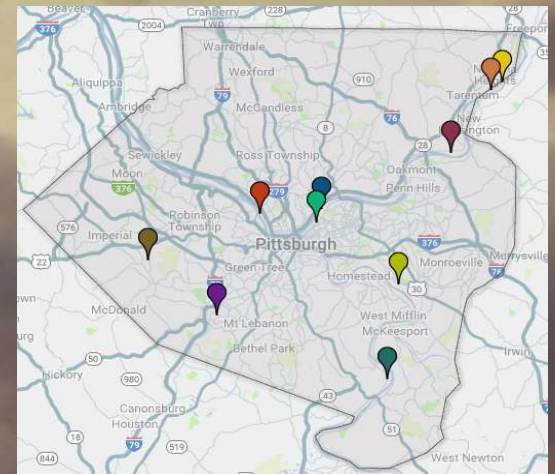 Beaver
376
Cranberry
Twp
228
28
2004
Freepo
Warrendale
Aliquippa
Wexford
79
910
Heights
Tarentum
Ambridge
McCandless
76
New
8
28
Sewickley
Ross Township
Oakmont
Moon
376
279
Penn Hills
576
Robinson
Township
Imperial
Pittsburgh
376
Murrysville
22
Green Tree
Monroeville
Homestead
76
30
McDonald
Mt Lebanon
West Mifflin
McKeesport
Bethel Park
Irwin
50
Hickory
980
43
Canonsburg
Houston
51
18
79
519
844
West Newton